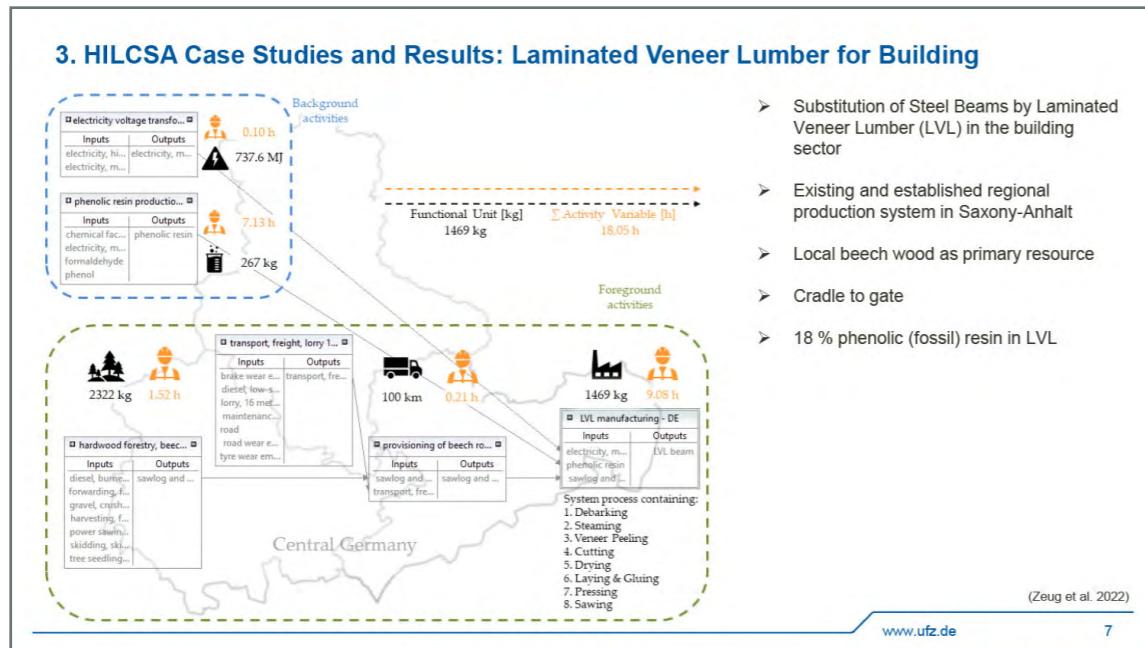 3. HILCSA Case Studies and Results: Laminated Veneer Lumber for Building
Background
activities
electricity voltage transfo...
Inputs
Outputs
electricity, hi...
electricity, m...
electricity, m...
0.10 h
737.6 MJ
phenolic resin productio...
Inputs
Outputs
chemical fac...
phenolic resin
electricity, m...
formaldehyde
phenol
7.13 h
267 kg
Functional Unit [kg]
1469 kg
∑ Activity Variable [h]
18,05 h
Foreground
activities
2322 kg
1.52 h
transport, freight, lorry 1...
Inputs
Outputs
brake wear e...
transport, fre...
diesel, low-s...
lorry, 16 met...
maintenanc...
road
road wear e...
tyre wear em...
100 km
0.21 h
1469 kg
9.08 h
hardwood forestry, beec...
Inputs
Outputs
diesel, burne...
sawlog and ...
forwarding, f...
gravel, crush...
harvesting, f...
power sawin...
skidding, ski...
tree seedling...
provisioning of beech ro...
Inputs
Outputs
sawlog and ...
sawlog and ...
transport, fre...
LVL manufacturing - DE
Inputs
Outputs
electricity, m...
LVL beam
phenolic resin
sawlog and ...
System process containing:
1. Debarking
2. Steaming
3. Veneer Peeling
4. Cutting
5. Drying
6. Laying & Gluing
7. Pressing
8. Sawing
Central Germany
➢ Substitution of Steel Beams by Laminated
Veneer Lumber (LVL) in the building
sector
➢ Existing and established regional
production system in Saxony-Anhalt
➢ Local beech wood as primary resource
➢ Cradle to gate
➢ 18 % phenolic (fossil) resin in LVL
(Zeug et al. 2022)
www.ufz.de
7